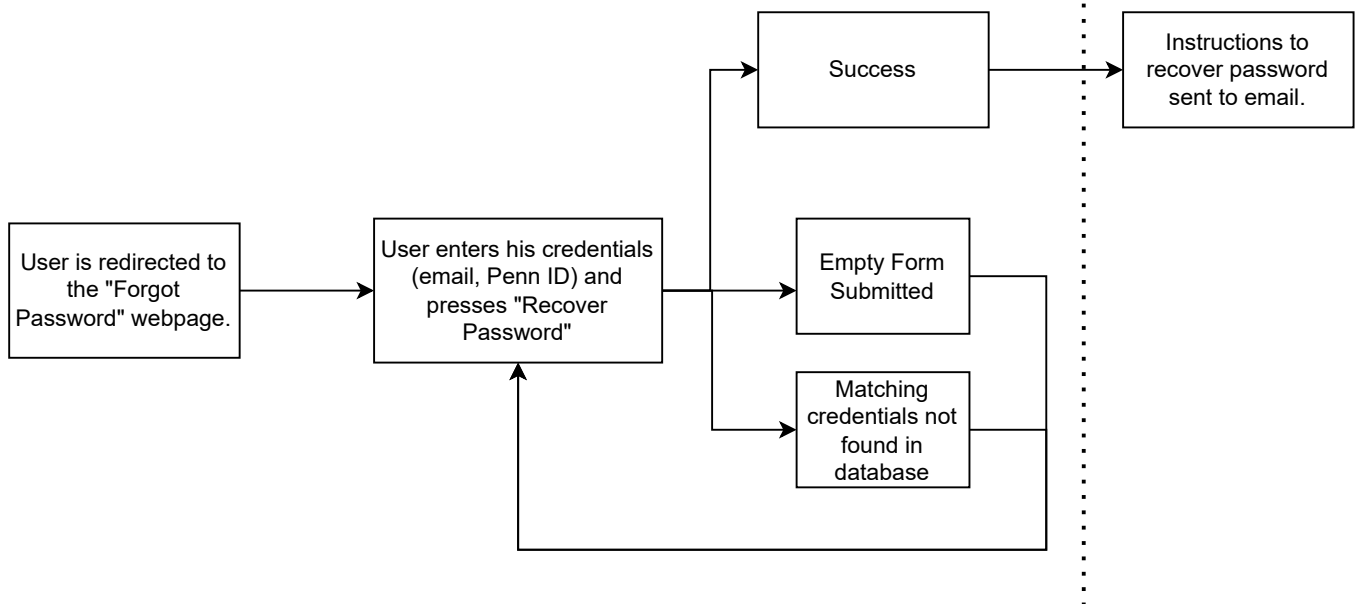 User is redirected to
the "Forgot
Password" webpage.
User enters his credentials
(email, Penn ID) and
presses "Recover
Password"
Success
Instructions to
recover password
sent to email.
Empty Form
Submitted
Matching
credentials not
found in
database